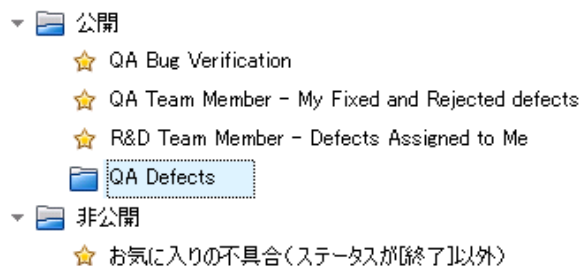 公開
QA Bug Verification
QA Team Member - My Fixed and Rejected defects
R&D Team Member - Defects Assigned to Me
QA Defects
非公開
お気に入りの不具合(ステータスが[終了]以外)